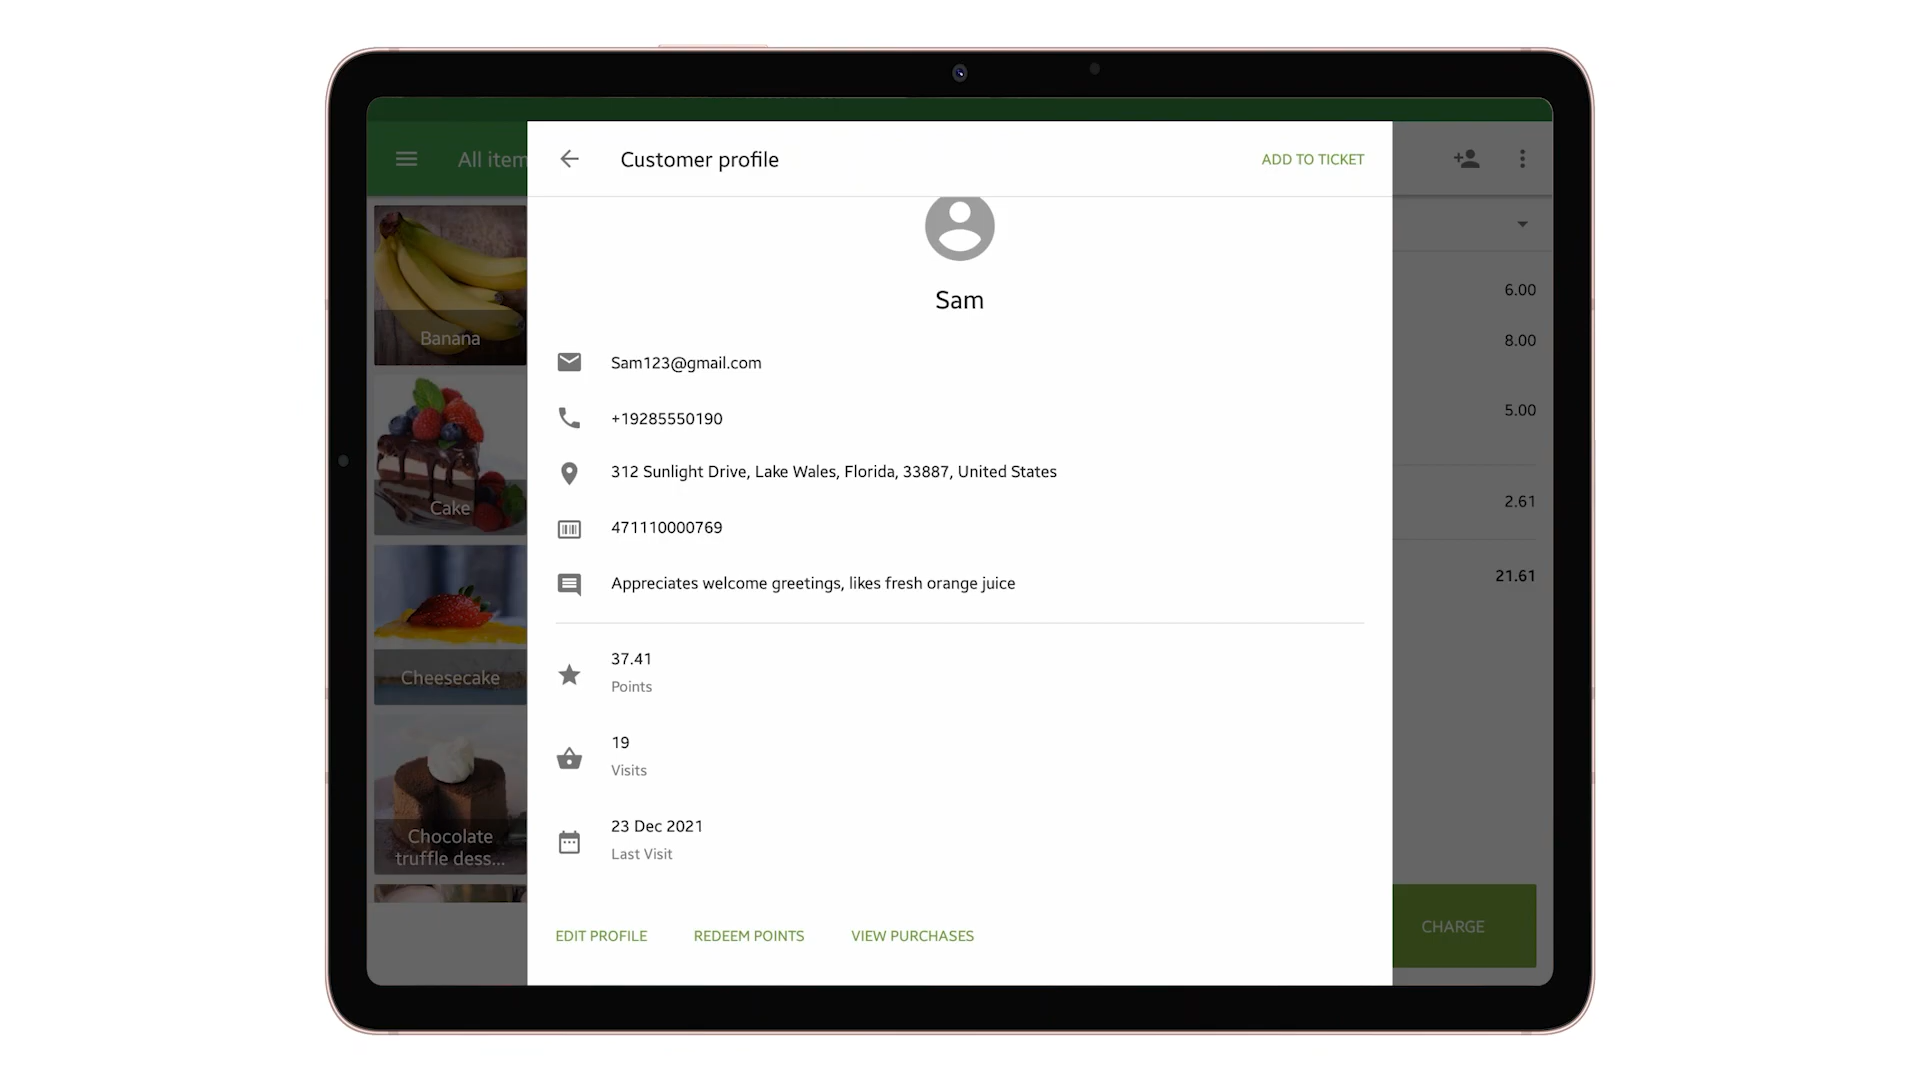 All item
Customer profile
ADD TO TICKET
Sam
Sam123@gmail.com
+19285550190
312 Sunlight Drive, Lake Wales, Florida, 33887, United States
471110000769
Appreciates welcome greetings, likes fresh orange juice
37.41
Points
19
Visits
23 Dec 2021
Last Visit
EDIT PROFILE
REDEEM POINTS
VIEW PURCHASES
Banana
Cake
Cheesecake
Chocolate
truffle dess...
6.00
8.00
5.00
2.61
21.61
CHARGE